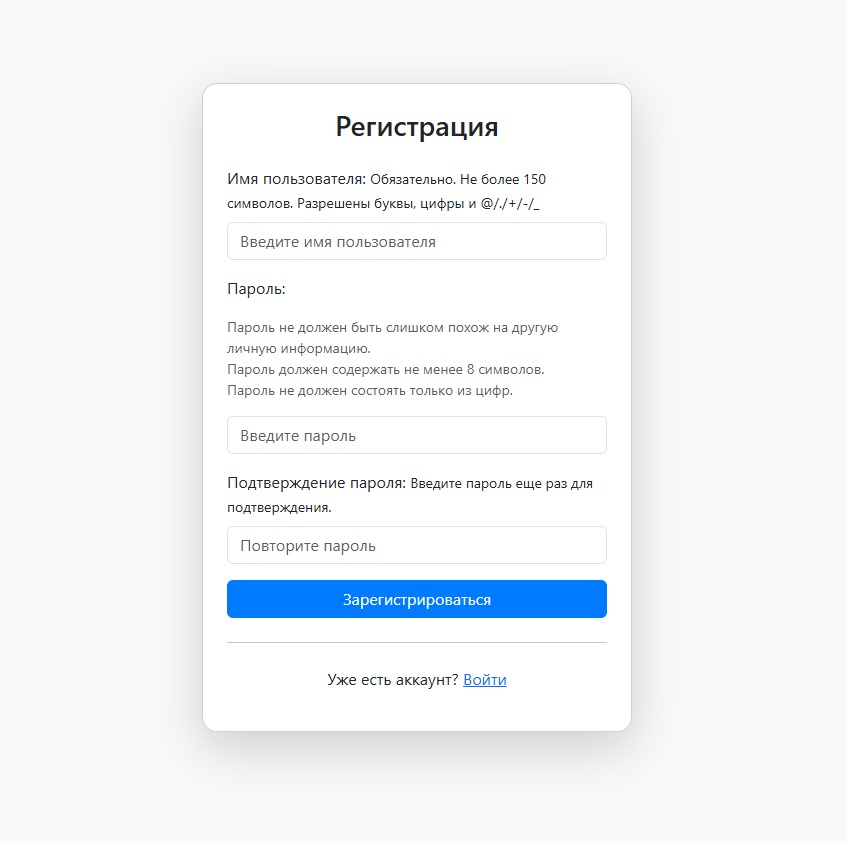 Регистрация
Имя пользователя: Обязательно. Не более 150
символов. Разрешены буквы, цифры и @/./+/-/_
Введите имя пользователя
Пароль:
Пароль не должен быть слишком похож на другую
личную информацию.
Пароль должен содержать не менее 8 символов.
Пароль не должен состоять только из цифр.
Введите пароль
Подтверждение пароля: Введите пароль еще раз для
подтверждения.
Повторите пароль
Зарегистрироваться
Уже есть аккаунт? Войти